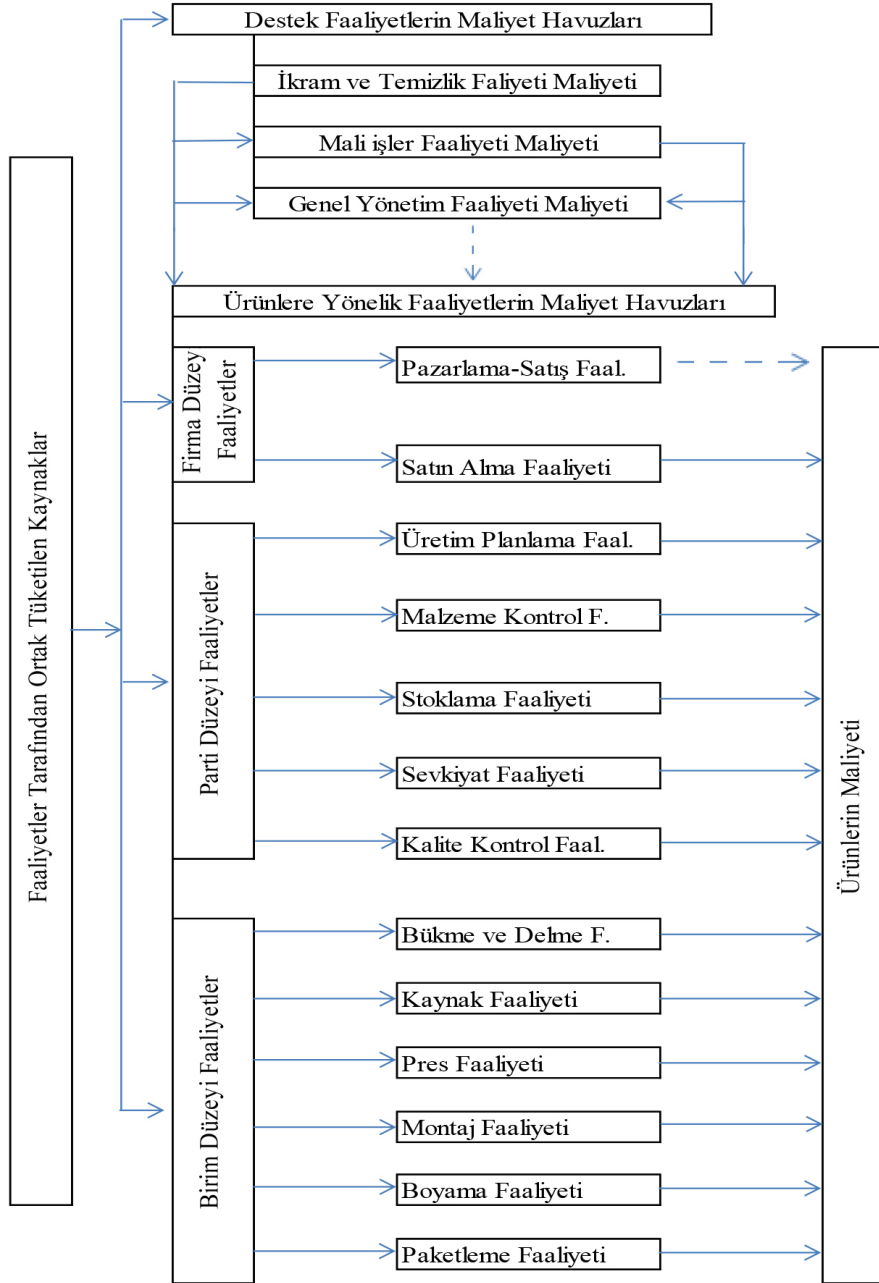 Destek Faaliyetlerin Maliyet Havuzları
İkram ve Temizlik Faliyeti Maliyeti
Mali işler Faaliyeti Maliyeti
Genel Yönetim Faaliyeti Maliyeti
Ürünlere Yönelik Faaliyetlerin Maliyet Havuzları
Faaliyetler Tarafından Ortak Tüketilen Kaynaklar
Firma Düzey
Faaliyetler
Pazarlama-Satış Faal.
Satın Alma Faaliyeti
Parti Düzeyi Faaliyetler
Üretim Planlama Faal.
Malzeme Kontrol F.
Stoklama Faaliyeti
Sevkiyat Faaliyeti
Kalite Kontrol Faal.
Birim Düzeyi Faaliyetler
Bükme ve Delme F.
Kaynak Faaliyeti
Pres Faaliyeti
Montaj Faaliyeti
Boyama Faaliyeti
Paketleme Faaliyeti
Ürünlerin Maliyeti